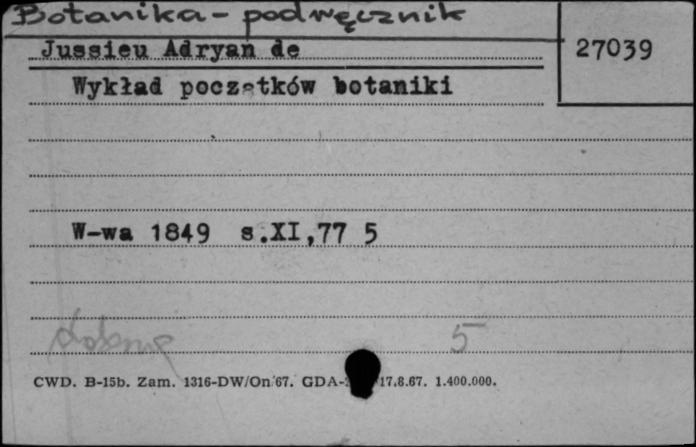 Botanika - podręcznik
Jussieu Adryan de
27039
Wykład początków botaniki
W-wa 1849 s.XI,77 5
5
CWD. B-15b. Zam. 1316-DW/On/67. GDA- 17.8.67. 1.400.000.